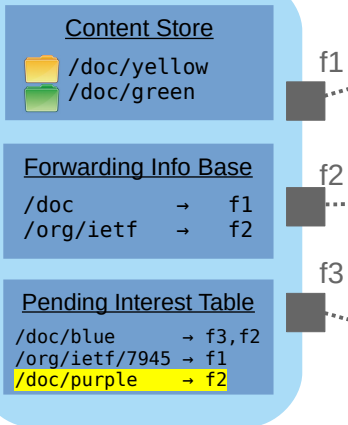 Content Store
/doc/yellow
/doc/green
f1
Forwarding Info Base
/doc → f1
/org/ietf → f2
f2
f3
Pending Interest Table
/doc/blue → f3,f2
/org/ietf/7945 → f1
/doc/purple → f2